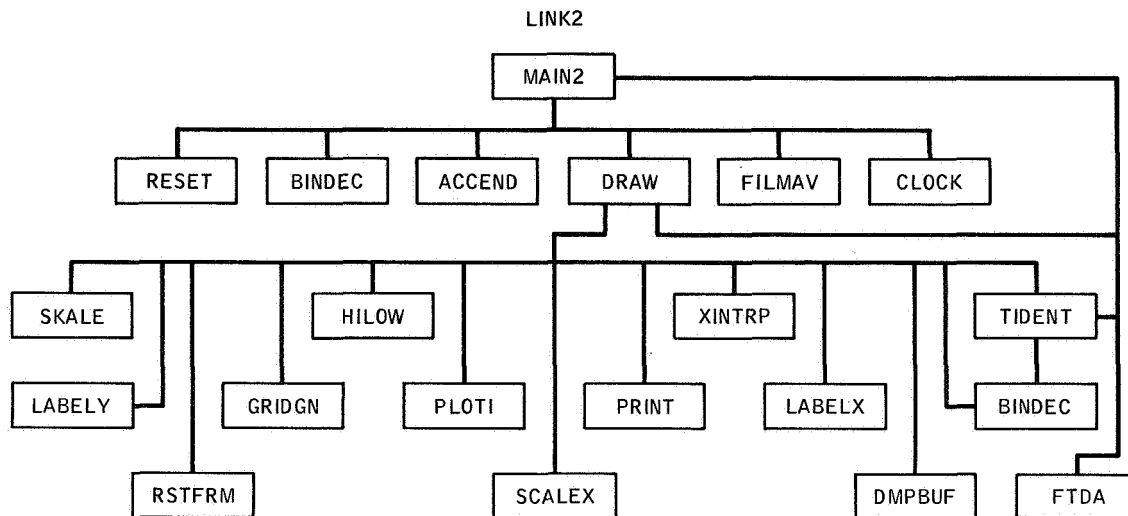 LINK2
MAIN2
RESET
BINDEC
ACCEND
DRAW
FILMAV
CLOCK
SKALE
HILOW
XINTRP
TIDENT
LABELY
GRIDGN
PLOTI
PRINT
LABELX
BINDEC
RSTFRM
SCALEX
DMPBUF
FTDA